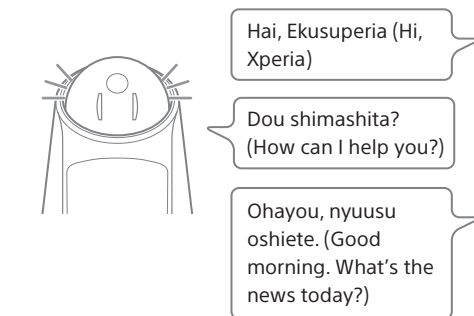 Hai, Ekusuperia (Hi,
Xperia)
Dou shimashita?
(How can I help you?)
Ohayou, nyuusu
oshiete. (Good
morning. What's the
news today?)